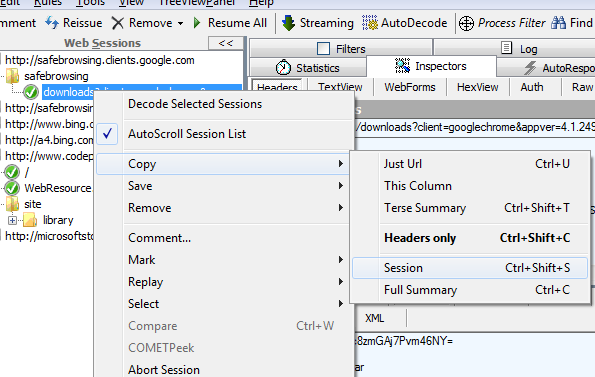 Rules View TreeViewPanel Tools Help
Comment Reissue Remove Resume All Streaming AutoDecode Process Filter Find
Web Sessions <<
Filters Log
Statistics Inspectors AutoRespo
Headers TextView WebForms HexView Auth Raw
http://safebrowsing.clients.google.com
safebrowsing
http://safebrowsing
http://www.bing.co
http://a4.bing.com
http://www.codep
/
WebResource.
site
library
http://microsoftsto
/downloads?client=googlechrome&appver=4.1.249
Decode Selected Sessions
AutoScroll Session List
Copy
Save
Remove
Comment...
Mark
Replay
Select
Compare Ctrl+W
COMETPeek
Abort Session
Just Url Ctrl+U
This Column
Terse Summary Ctrl+Shift+T
Headers only Ctrl+Shift+C
Session Ctrl+Shift+S
Full Summary Ctrl+C
XML
=8zmGAj7Pvm46NY=
ar